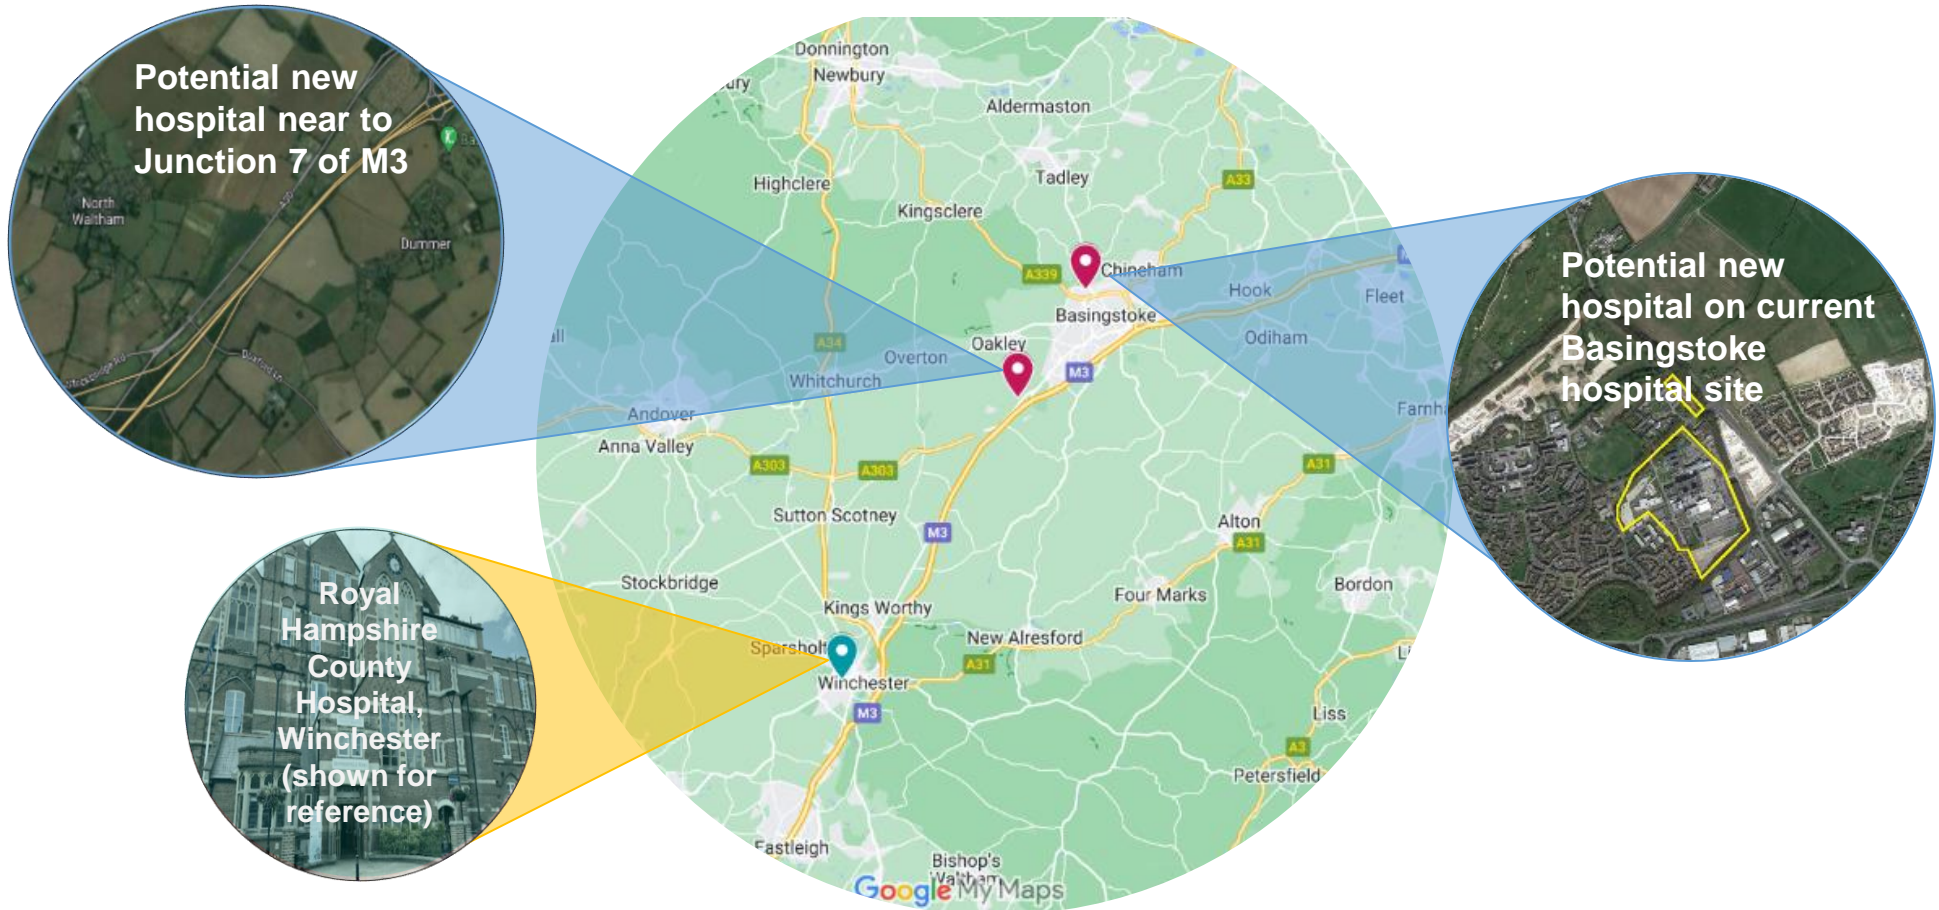 Potential new
hospital near to
Junction 7 of M3
North
Waltham
Dummer
A30
Donnington
Newbury
Aldermaston
Tadley
A33
Highclere
Kingsclere
A339
Chineham
Hook
Fleet
Basingstoke
Odiham
Oakley
A34
Overton
M3
Whitchurch
Andover
Anna Valley
A303
A303
A31
Sutton Scotney
M3
Alton
A31
Stockbridge
Four Marks
Bordon
Kings Worthy
New Alresford
Sparsholt
A31
Winchester
M3
Liss
A3
Petersfield
Eastleigh
Bishop's
Waltham
Google My Maps
Potential new
hospital on current
Basingstoke
hospital site
Royal
Hampshire
County
Hospital,
Winchester
(shown for
reference)